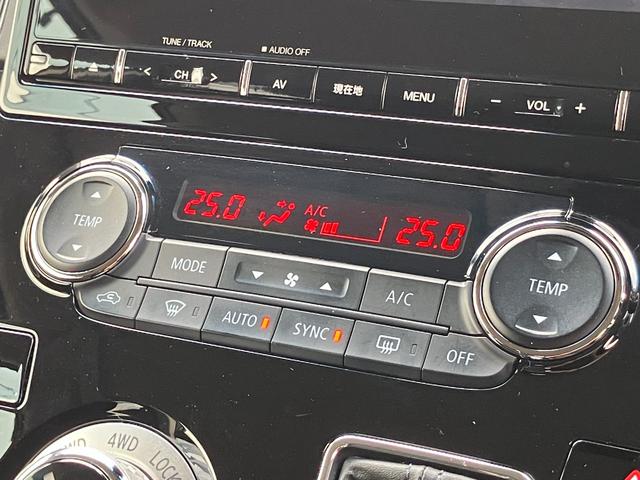 TUNE / TRACK
AUDIO OFF
< CH > AV 現在地 MENU − VOL +
TEMP
25.0 A/C 25.0
TEMP
MODE A/C
AUTO SYNC OFF
4WD LOCK